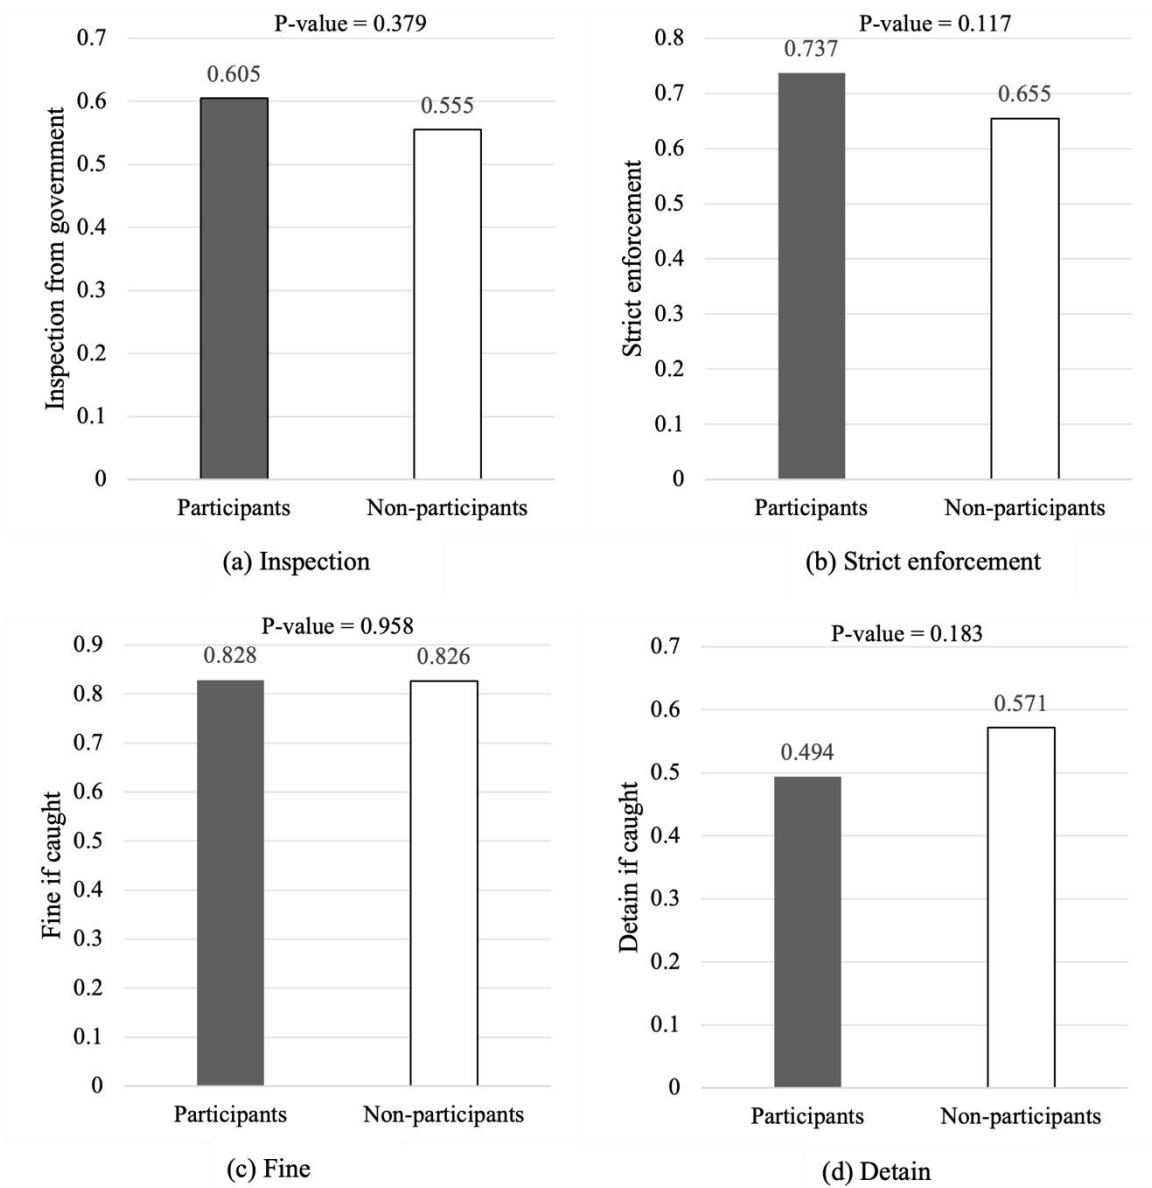 P-value = 0.379
0.7
0.6
0.5
0.4
0.3
0.2
0.1
0
Inspection from government
0.605
0.555
Participants
Non-participants
(a) Inspection
P-value = 0.117
0.8
0.7
0.6
0.5
0.4
0.3
0.2
0.1
0
Strict enforcement
0.737
0.655
Participants
Non-participants
(b) Strict enforcement
P-value = 0.958
0.9
0.8
0.7
0.6
0.5
0.4
0.3
0.2
0.1
0
Fine if caught
0.828
0.826
Participants
Non-participants
(c) Fine
P-value = 0.183
0.7
0.6
0.5
0.4
0.3
0.2
0.1
0
Detain if caught
0.494
0.571
Participants
Non-participants
(d) Detain